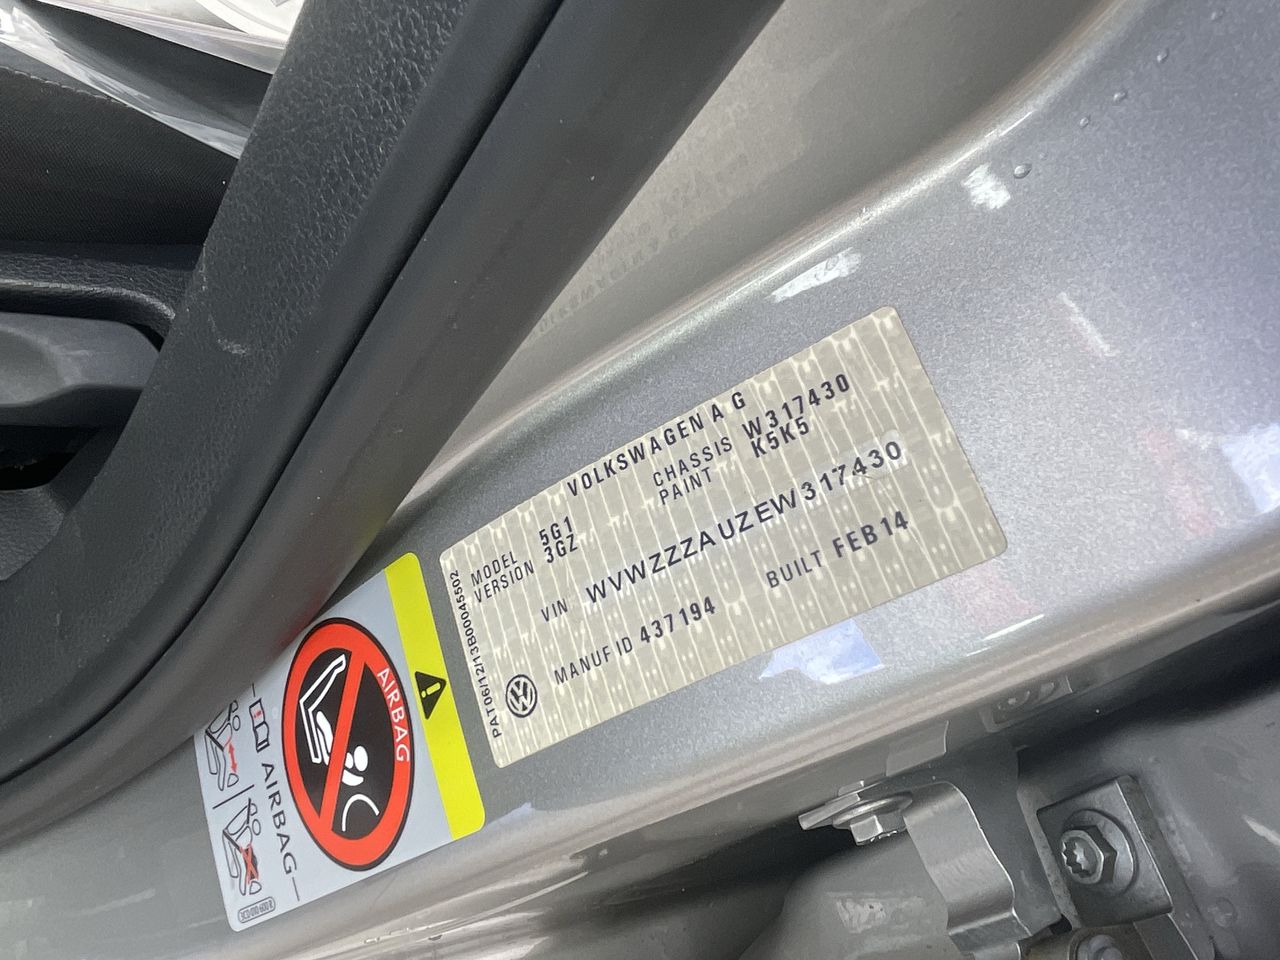 VOLKSWAGEN A G
MODEL 5G1 CHASSIS W317430
VERSION 3GZ PAINT K5K5
VIN WVWZZZAUZEW317430
MANUF ID 437194 BUILT FEB14
PAT06/12/13B00045502
AIRBAG
AIRBAG